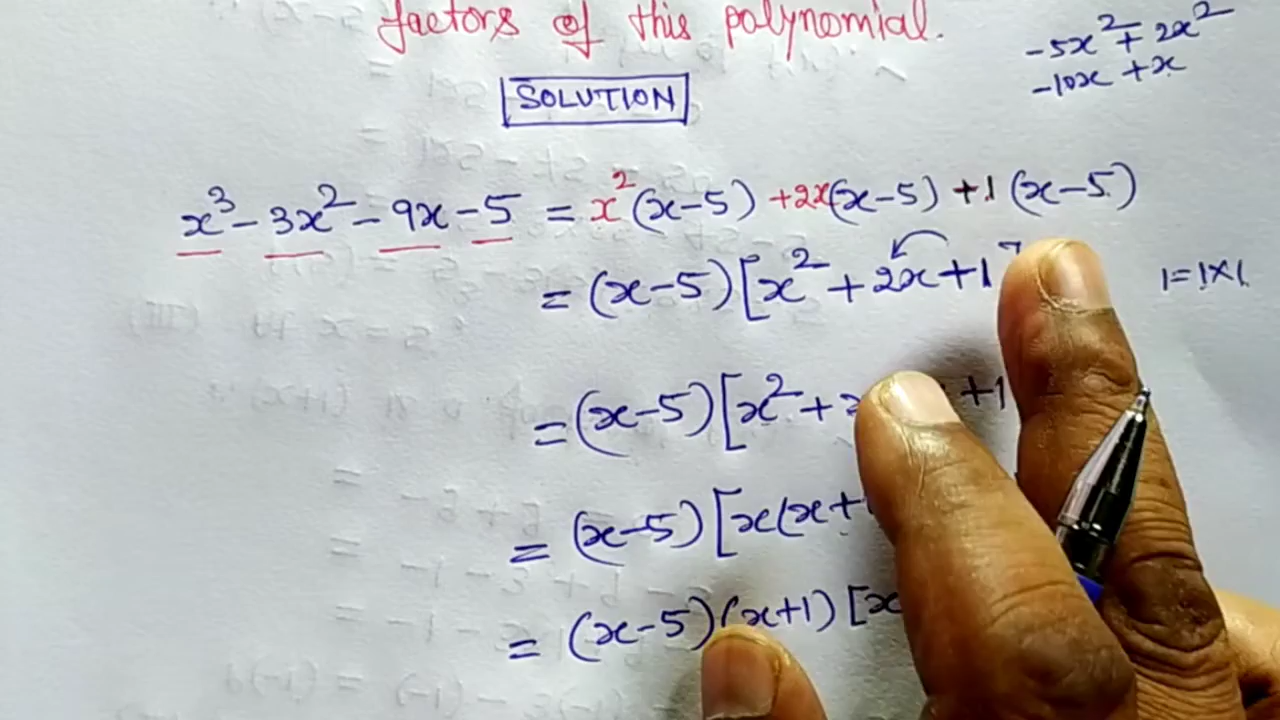 factors of this polynomial.
-5x² + 2x²
-10x + x
SOLUTION
x³ - 3x² - 9x - 5 = x²(x-5) +2x(x-5) +1 (x-5)
= (x-5)[x² + 2x + 1
1 = 1×1
= (x-5)[x² + +1
= (x-5)[x(x+
= (x-5)(x+1)[x